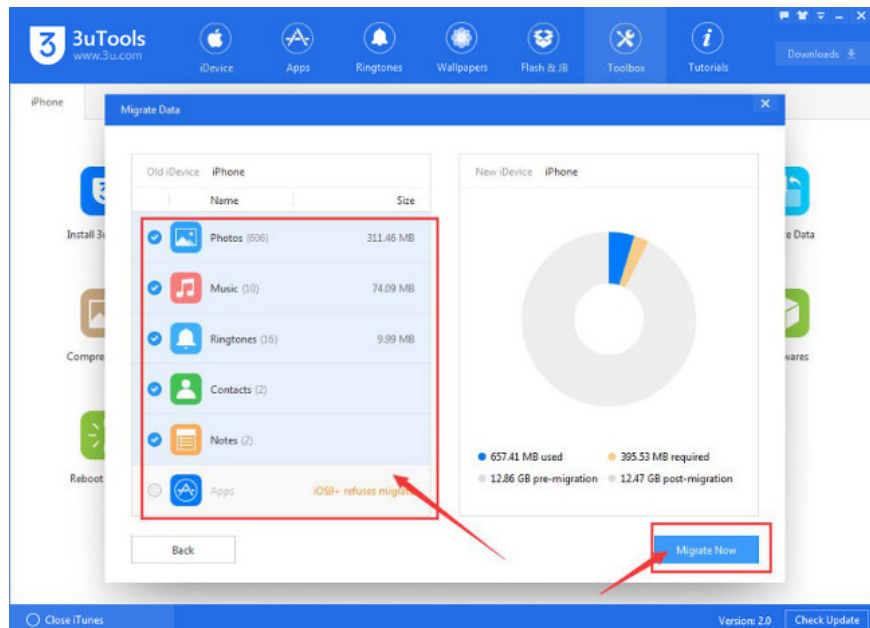 3uTools
www.3u.com
iDevice
Apps
Ringtones
Wallpapers
Flash & JB
Toolbox
Tutorials
Downloads
iPhone
Migrate Data
Old iDevice iPhone
Name Size
Photos (606) 311.46 MB
Music (10) 74.09 MB
Ringtones (16) 9.99 MB
Contacts (2)
Notes (2)
Apps iOS9+ refuses migrat
New iDevice iPhone
657.41 MB used 395.53 MB required
12.86 GB pre-migration 12.47 GB post-migration
Back
Migrate Now
Install 3
Compre
Reboot
e Data
wares
Close iTunes
Version: 2.0
Check Update